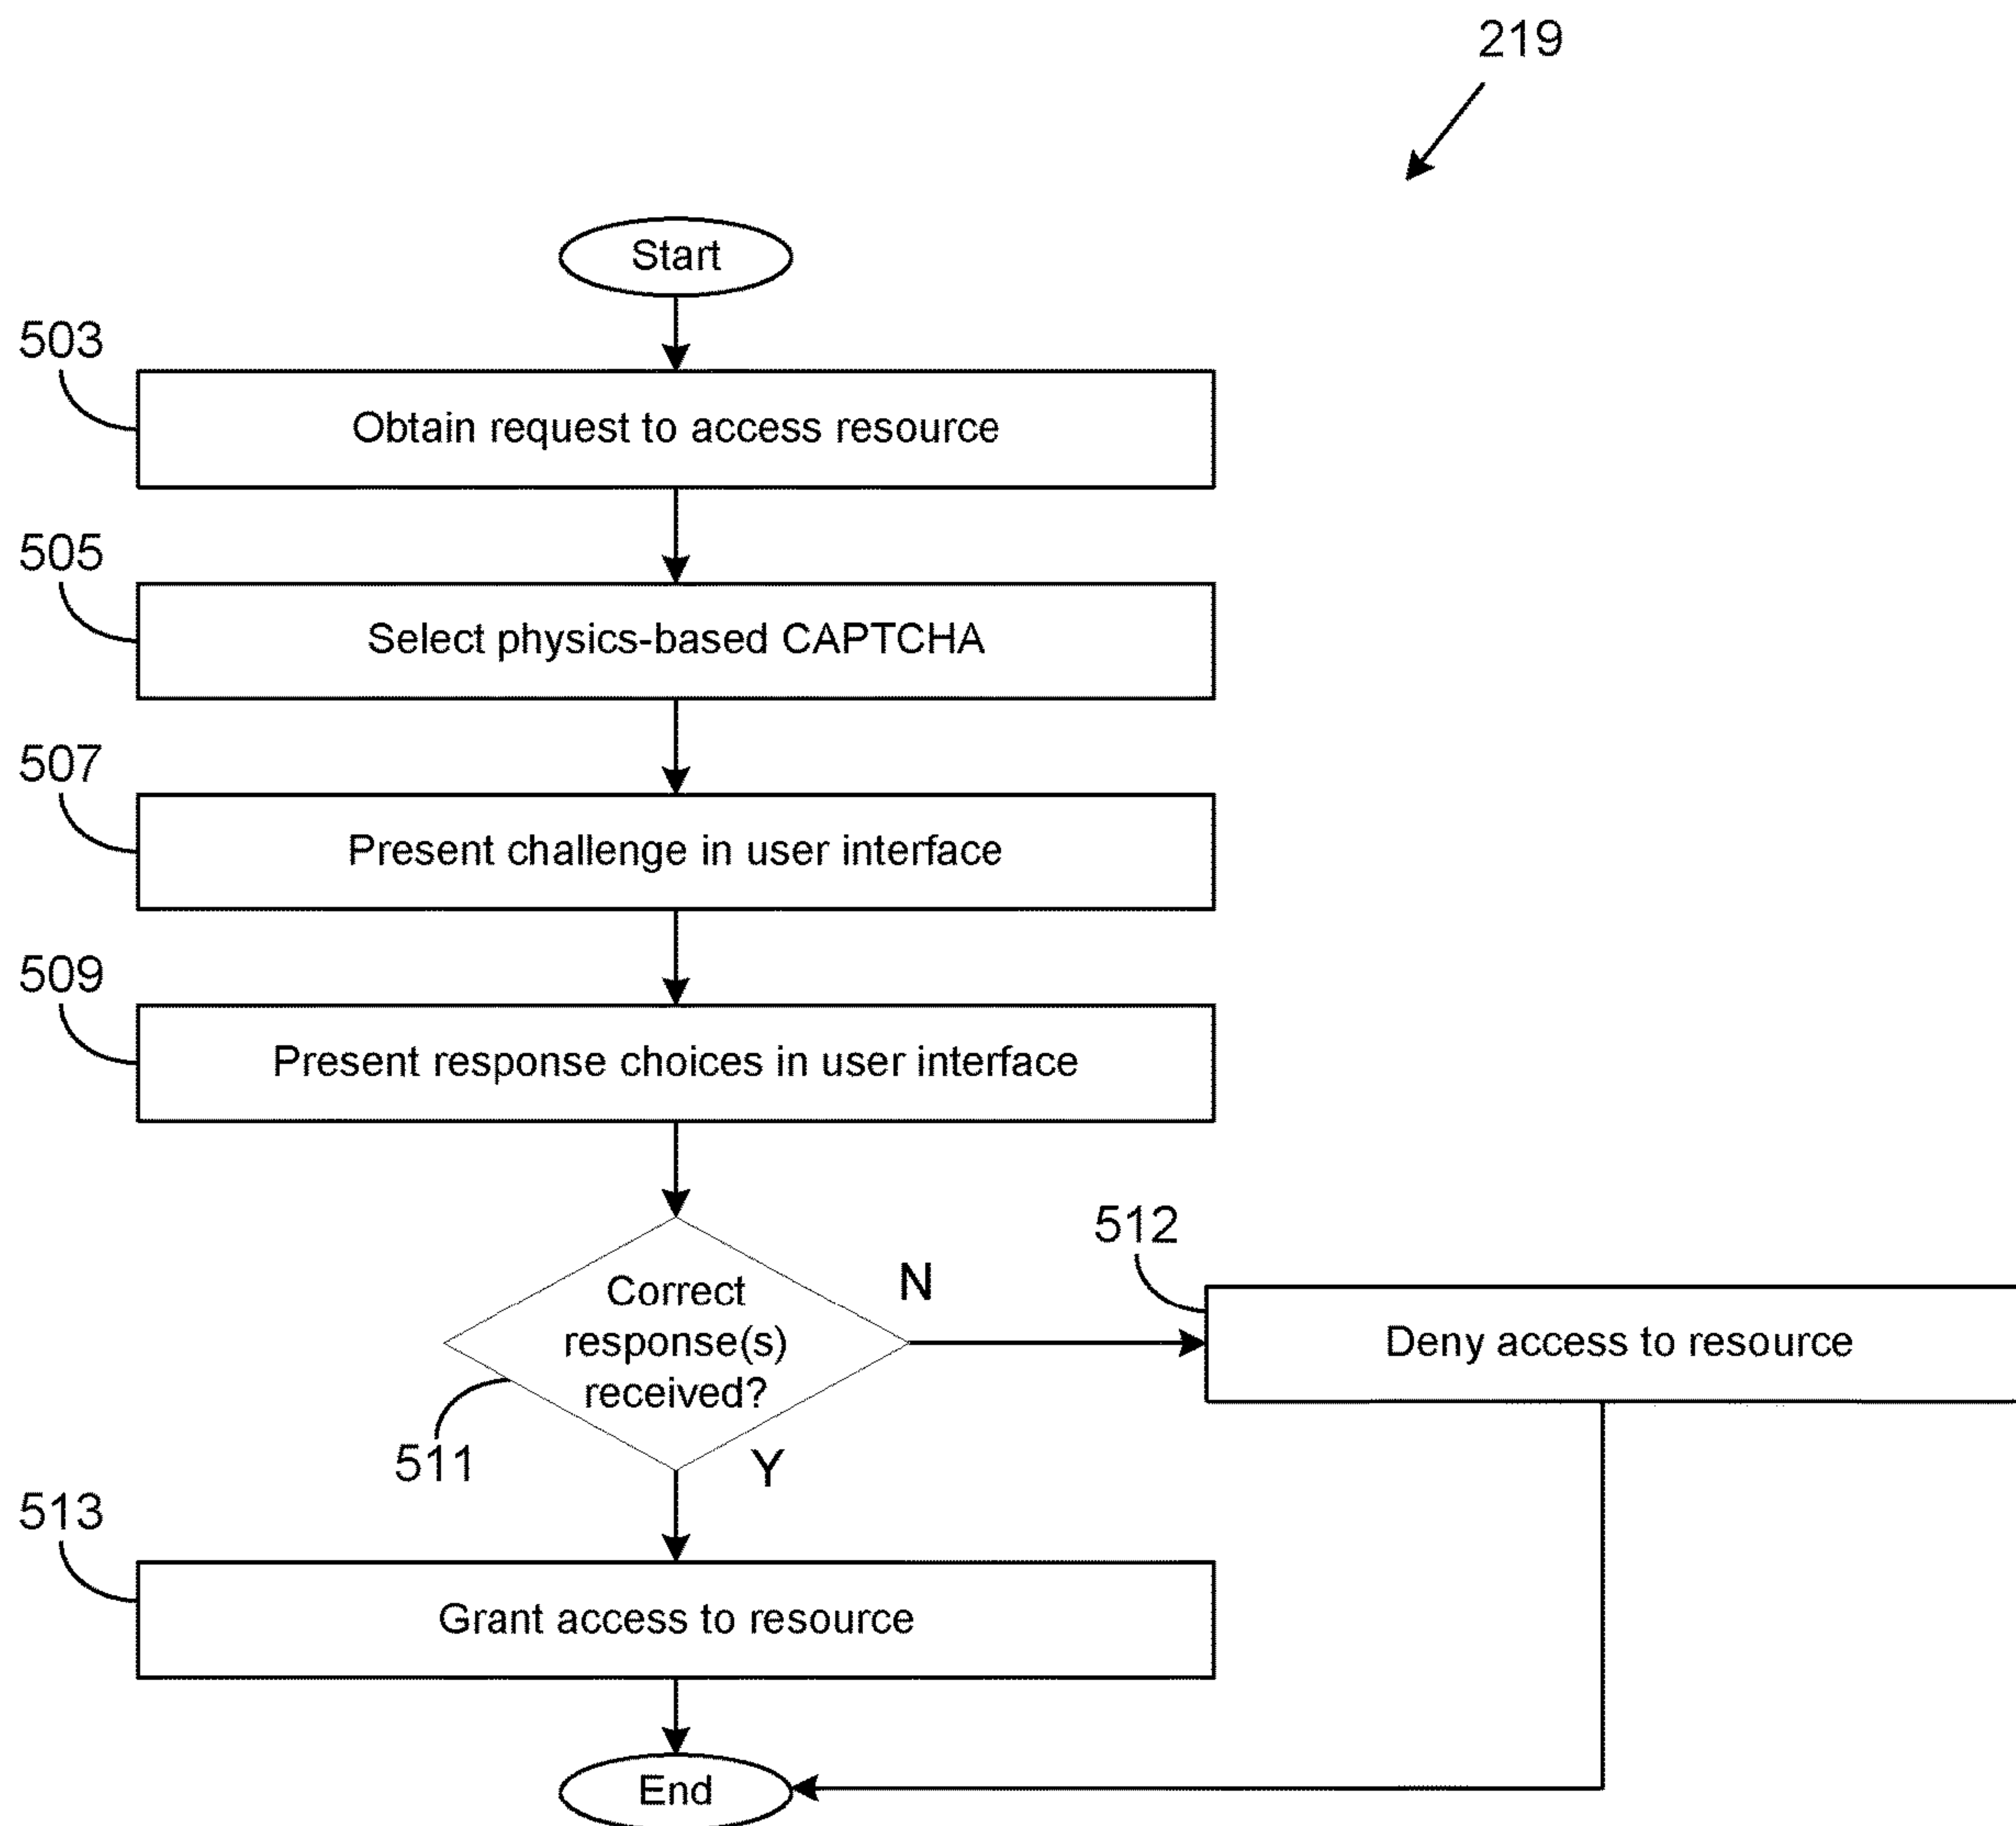 219
Start
503
Obtain request to access resource
505
Select physics-based CAPTCHA
507
Present challenge in user interface
509
Present response choices in user interface
Correct
response(s)
received?
N
512
Deny access to resource
511
Y
513
Grant access to resource
End